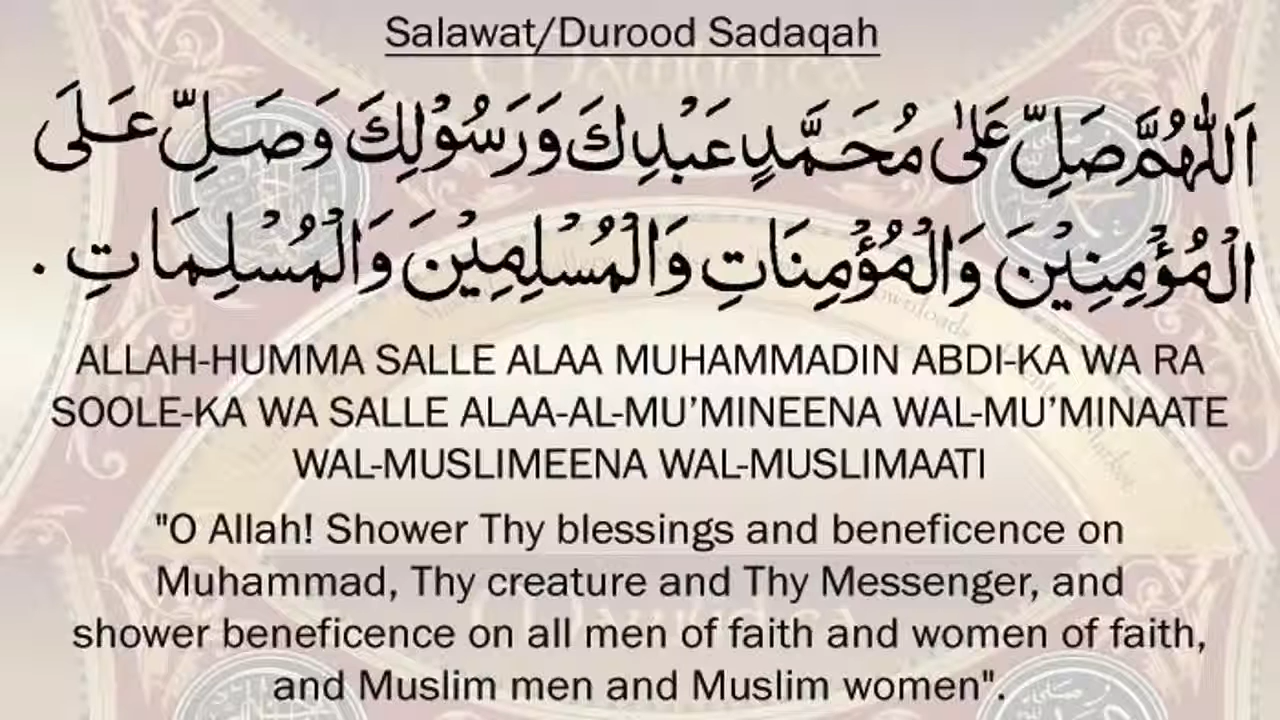 Salawat/Durood Sadaqah
اَللّٰهُمَّ صَلِّ عَلٰى مُحَمَّدٍ عَبْدِكَ وَرَسُوْلِكَ وَصَلِّ عَلَى
الْمُؤْمِنِيْنَ وَالْمُؤْمِنَاتِ وَالْمُسْلِمِيْنَ وَالْمُسْلِمَاتِ .
ALLAH-HUMMA SALLE ALAA MUHAMMADIN ABDI-KA WA RA
SOOLE-KA WA SALLE ALAA-AL-MU’MINEENA WAL-MU’MINAATE
WAL-MUSLIMEENA WAL-MUSLIMAATI
"O Allah! Shower Thy blessings and beneficence on
Muhammad, Thy creature and Thy Messenger, and
shower beneficence on all men of faith and women of faith,
and Muslim men and Muslim women".